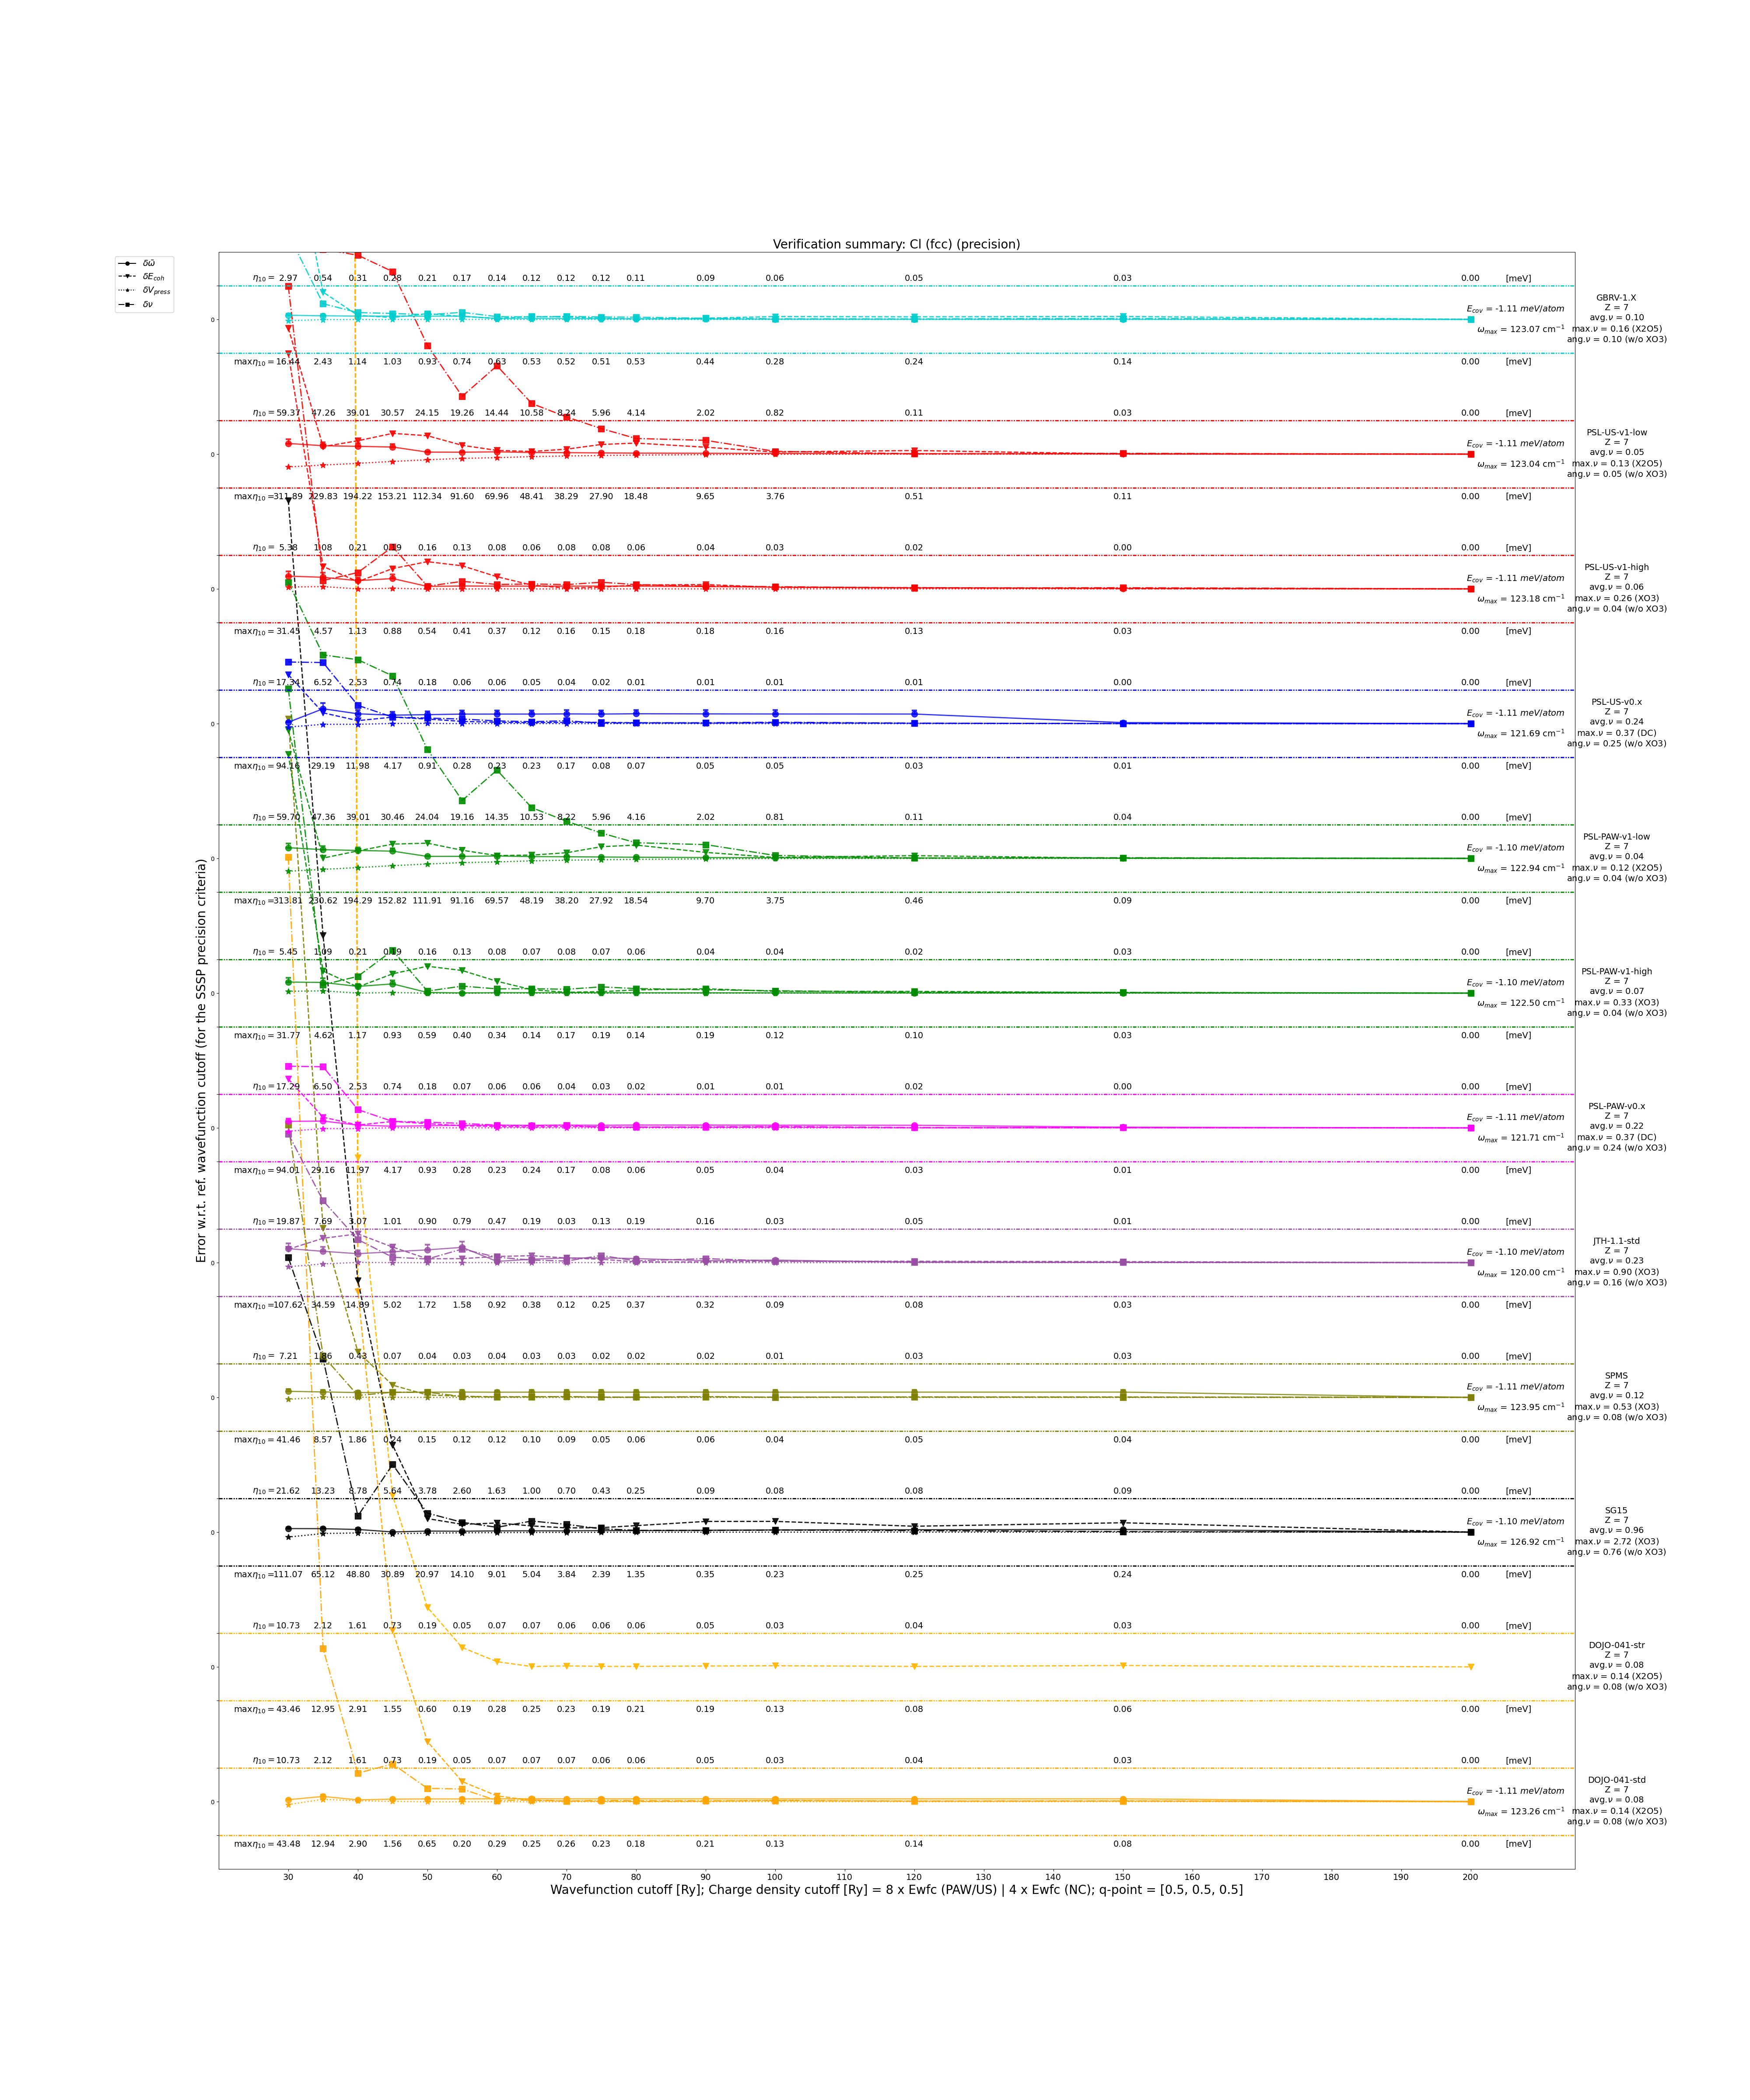 Verification summary: Cl (fcc) (precision)
δω̃
δE_coh
δV_press
δν
Error w.r.t. ref. wavefunction cutoff (for the SSSP precision criteria)
η₁₀ = 2.97 0.54 0.31 0.28 0.21 0.17 0.14 0.12 0.12 0.12 0.11 0.09 0.06 0.05 0.03 0.00 [meV]
0
E_cov = -1.11 meV/atom
ω_max = 123.07 cm⁻¹
GBRV-1.X
Z = 7
avg.ν = 0.10
max.ν = 0.16 (X2O5)
ang.ν = 0.10 (w/o XO3)
maxη₁₀ = 16.44 2.43 1.14 1.03 0.93 0.74 0.63 0.53 0.52 0.51 0.53 0.44 0.28 0.24 0.14 0.00 [meV]
η₁₀ = 59.37 47.26 39.01 30.57 24.15 19.26 14.44 10.58 8.24 5.96 4.14 2.02 0.82 0.11 0.03 0.00 [meV]
0
E_cov = -1.11 meV/atom
ω_max = 123.04 cm⁻¹
PSL-US-v1-low
Z = 7
avg.ν = 0.05
max.ν = 0.13 (X2O5)
ang.ν = 0.05 (w/o XO3)
maxη₁₀ = 311.89 229.83 194.22 153.21 112.34 91.60 69.96 48.41 38.29 27.90 18.48 9.65 3.76 0.51 0.11 0.00 [meV]
η₁₀ = 5.38 1.08 0.21 0.19 0.16 0.13 0.08 0.06 0.08 0.08 0.06 0.04 0.03 0.02 0.00 0.00 [meV]
0
E_cov = -1.11 meV/atom
ω_max = 123.18 cm⁻¹
PSL-US-v1-high
Z = 7
avg.ν = 0.06
max.ν = 0.26 (XO3)
ang.ν = 0.04 (w/o XO3)
maxη₁₀ = 31.45 4.57 1.13 0.88 0.54 0.41 0.37 0.12 0.16 0.15 0.18 0.18 0.16 0.13 0.03 0.00 [meV]
η₁₀ = 17.34 6.52 2.53 0.74 0.18 0.06 0.06 0.05 0.04 0.02 0.01 0.01 0.01 0.01 0.00 0.00 [meV]
0
E_cov = -1.11 meV/atom
ω_max = 121.69 cm⁻¹
PSL-US-v0.x
Z = 7
avg.ν = 0.24
max.ν = 0.37 (DC)
ang.ν = 0.25 (w/o XO3)
maxη₁₀ = 94.16 29.19 11.98 4.17 0.91 0.28 0.23 0.23 0.17 0.08 0.07 0.05 0.05 0.03 0.01 0.00 [meV]
η₁₀ = 59.70 47.36 39.01 30.46 24.04 19.16 14.35 10.53 8.22 5.96 4.16 2.02 0.81 0.11 0.04 0.00 [meV]
0
E_cov = -1.10 meV/atom
ω_max = 122.94 cm⁻¹
PSL-PAW-v1-low
Z = 7
avg.ν = 0.04
max.ν = 0.12 (X2O5)
ang.ν = 0.04 (w/o XO3)
maxη₁₀ = 313.81 230.62 194.29 152.82 111.91 91.16 69.57 48.19 38.20 27.92 18.54 9.70 3.75 0.46 0.09 0.00 [meV]
η₁₀ = 5.45 1.09 0.21 0.19 0.16 0.13 0.08 0.07 0.08 0.07 0.06 0.04 0.04 0.02 0.03 0.00 [meV]
0
E_cov = -1.10 meV/atom
ω_max = 122.50 cm⁻¹
PSL-PAW-v1-high
Z = 7
avg.ν = 0.07
max.ν = 0.33 (XO3)
ang.ν = 0.04 (w/o XO3)
maxη₁₀ = 31.77 4.62 1.17 0.93 0.59 0.40 0.34 0.14 0.17 0.19 0.14 0.19 0.12 0.10 0.03 0.00 [meV]
η₁₀ = 17.29 6.50 2.53 0.74 0.18 0.07 0.06 0.06 0.04 0.03 0.02 0.01 0.01 0.02 0.00 0.00 [meV]
0
E_cov = -1.11 meV/atom
ω_max = 121.71 cm⁻¹
PSL-PAW-v0.x
Z = 7
avg.ν = 0.22
max.ν = 0.37 (DC)
ang.ν = 0.24 (w/o XO3)
maxη₁₀ = 94.01 29.16 11.97 4.17 0.93 0.28 0.23 0.24 0.17 0.08 0.06 0.05 0.04 0.03 0.01 0.00 [meV]
η₁₀ = 19.87 7.69 3.07 1.01 0.90 0.79 0.47 0.19 0.03 0.13 0.19 0.16 0.03 0.05 0.01 0.00 [meV]
0
E_cov = -1.10 meV/atom
ω_max = 120.00 cm⁻¹
JTH-1.1-std
Z = 7
avg.ν = 0.23
max.ν = 0.90 (XO3)
ang.ν = 0.16 (w/o XO3)
maxη₁₀ = 107.62 34.59 14.89 5.02 1.72 1.58 0.92 0.38 0.12 0.25 0.37 0.32 0.09 0.08 0.03 0.00 [meV]
η₁₀ = 7.21 1.86 0.43 0.07 0.04 0.03 0.04 0.03 0.03 0.02 0.02 0.02 0.01 0.03 0.03 0.00 [meV]
0
E_cov = -1.11 meV/atom
ω_max = 123.95 cm⁻¹
SPMS
Z = 7
avg.ν = 0.12
max.ν = 0.53 (XO3)
ang.ν = 0.08 (w/o XO3)
maxη₁₀ = 41.46 8.57 1.86 0.24 0.15 0.12 0.12 0.10 0.09 0.05 0.06 0.06 0.04 0.05 0.04 0.00 [meV]
η₁₀ = 21.62 13.23 8.78 5.64 3.78 2.60 1.63 1.00 0.70 0.43 0.25 0.09 0.08 0.08 0.09 0.00 [meV]
0
E_cov = -1.10 meV/atom
ω_max = 126.92 cm⁻¹
SG15
Z = 7
avg.ν = 0.96
max.ν = 2.72 (XO3)
ang.ν = 0.76 (w/o XO3)
maxη₁₀ = 111.07 65.12 48.80 30.89 20.97 14.10 9.01 5.04 3.84 2.39 1.35 0.35 0.23 0.25 0.24 0.00 [meV]
η₁₀ = 10.73 2.12 1.61 0.73 0.19 0.05 0.07 0.07 0.06 0.06 0.06 0.05 0.03 0.04 0.03 0.00 [meV]
0
DOJO-041-str
Z = 7
avg.ν = 0.08
max.ν = 0.14 (X2O5)
ang.ν = 0.08 (w/o XO3)
maxη₁₀ = 43.46 12.95 2.91 1.55 0.60 0.19 0.28 0.25 0.23 0.19 0.21 0.19 0.13 0.08 0.06 0.00 [meV]
η₁₀ = 10.73 2.12 1.61 0.73 0.19 0.05 0.07 0.07 0.07 0.06 0.06 0.05 0.03 0.04 0.03 0.00 [meV]
0
E_cov = -1.11 meV/atom
ω_max = 123.26 cm⁻¹
DOJO-041-std
Z = 7
avg.ν = 0.08
max.ν = 0.14 (X2O5)
ang.ν = 0.08 (w/o XO3)
maxη₁₀ = 43.48 12.94 2.90 1.56 0.65 0.20 0.29 0.25 0.26 0.23 0.18 0.21 0.13 0.14 0.08 0.00 [meV]
30 40 50 60 70 80 90 100 110 120 130 140 150 160 170 180 190 200
Wavefunction cutoff [Ry]; Charge density cutoff [Ry] = 8 x Ewfc (PAW/US) | 4 x Ewfc (NC); q-point = [0.5, 0.5, 0.5]